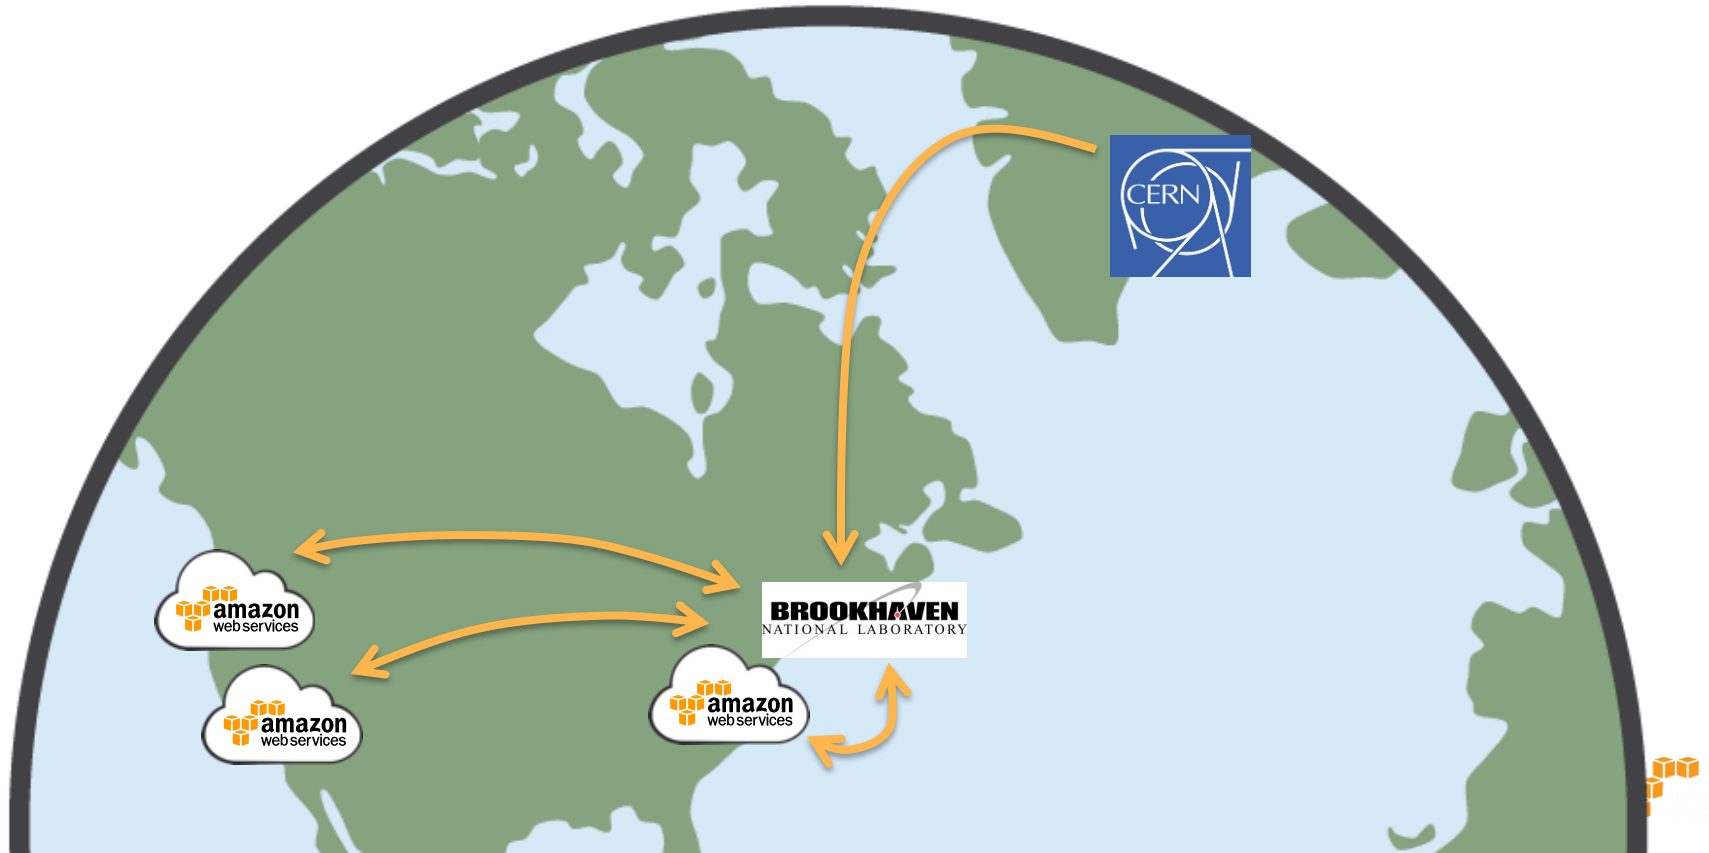 CERN
BROOKHAVEN
NATIONAL LABORATORY
amazon
web services
amazon
web services
amazon
web services